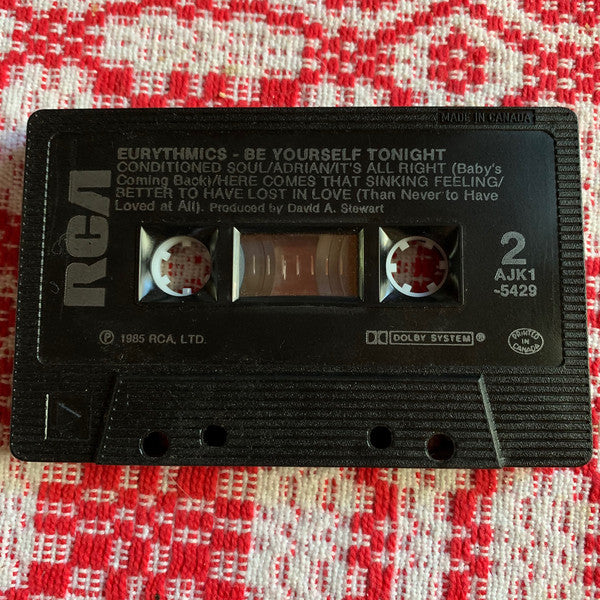 MADE IN CANADA
RCA
EURYTHMICS - BE YOURSELF TONIGHT
CONDITIONED SOUL/ADRIAN/IT'S ALL RIGHT (Baby's
Coming Back)/HERE COMES THAT SINKING FEELING/
BETTER TO HAVE LOST IN LOVE (Than Never to Have
Loved at All). Produced by David A. Stewart
2
AJK1
-5429
℗ 1985 RCA, LTD.
DOLBY SYSTEM ®
PRINTED
IN
CANADA